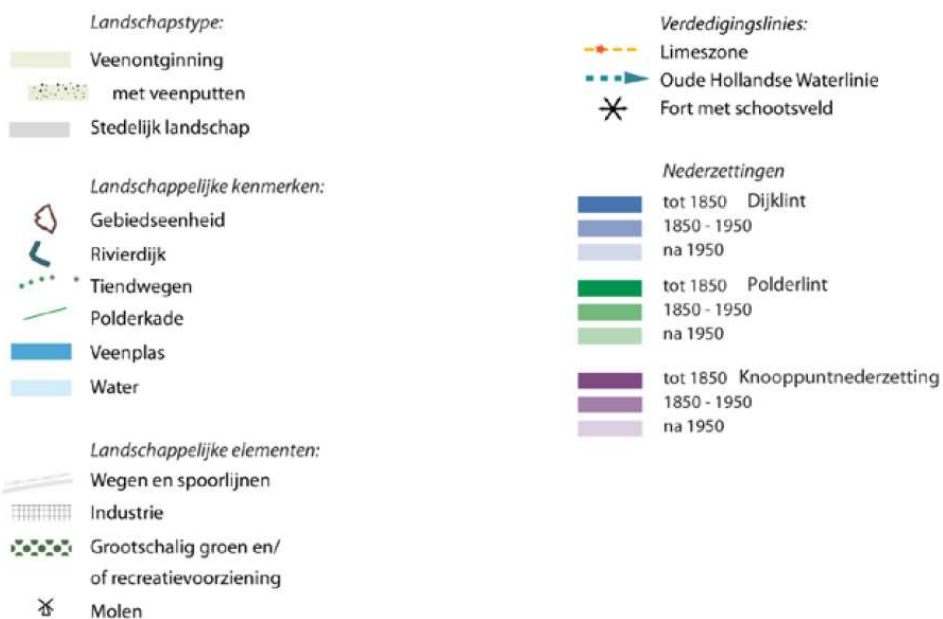 Landschapstype:
Veenontginning
met veenputten
Stedelijk landschap
Landschappelijke kenmerken:
Gebiedseenheid
Rivierdijk
Tiendwegen
Polderkade
Veenplas
Water
Landschappelijke elementen:
Wegen en spoorlijnen
Industrie
Grootschalig groen en/
of recreatievoorziening
Molen
Verdedigingslinies:
Limeszone
Oude Hollandse Waterlinie
Fort met schootsveld
Nederzettingen
tot 1850 Dijklint
1850 - 1950
na 1950
tot 1850 Polderlint
1850 - 1950
na 1950
tot 1850 Knooppuntnederzetting
1850 - 1950
na 1950